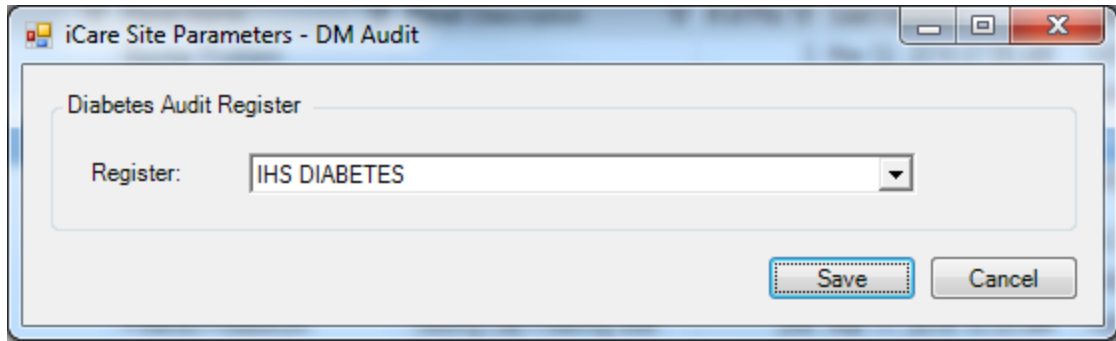 iCare Site Parameters - DM Audit
Diabetes Audit Register
Register: IHS DIABETES
Save Cancel